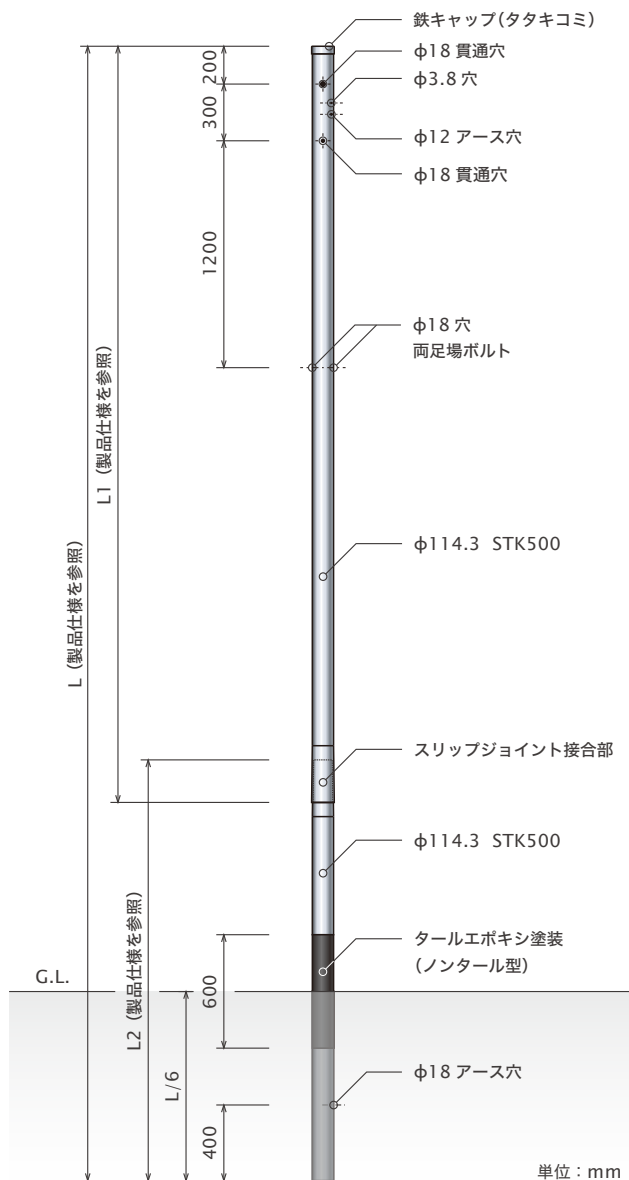 鉄キャップ（タタキコミ）
φ18 貫通穴
φ3.8 穴
φ12 アース穴
φ18 貫通穴
200
300
1200
φ18 穴
両足場ボルト
L1（製品仕様を参照）
φ114.3 STK500
L（製品仕様を参照）
スリップジョイント接合部
φ114.3 STK500
L2（製品仕様を参照）
タールエポキシ塗装
（ノンタール型）
G.L.
600
L/6
φ18 アース穴
400
単位：mm